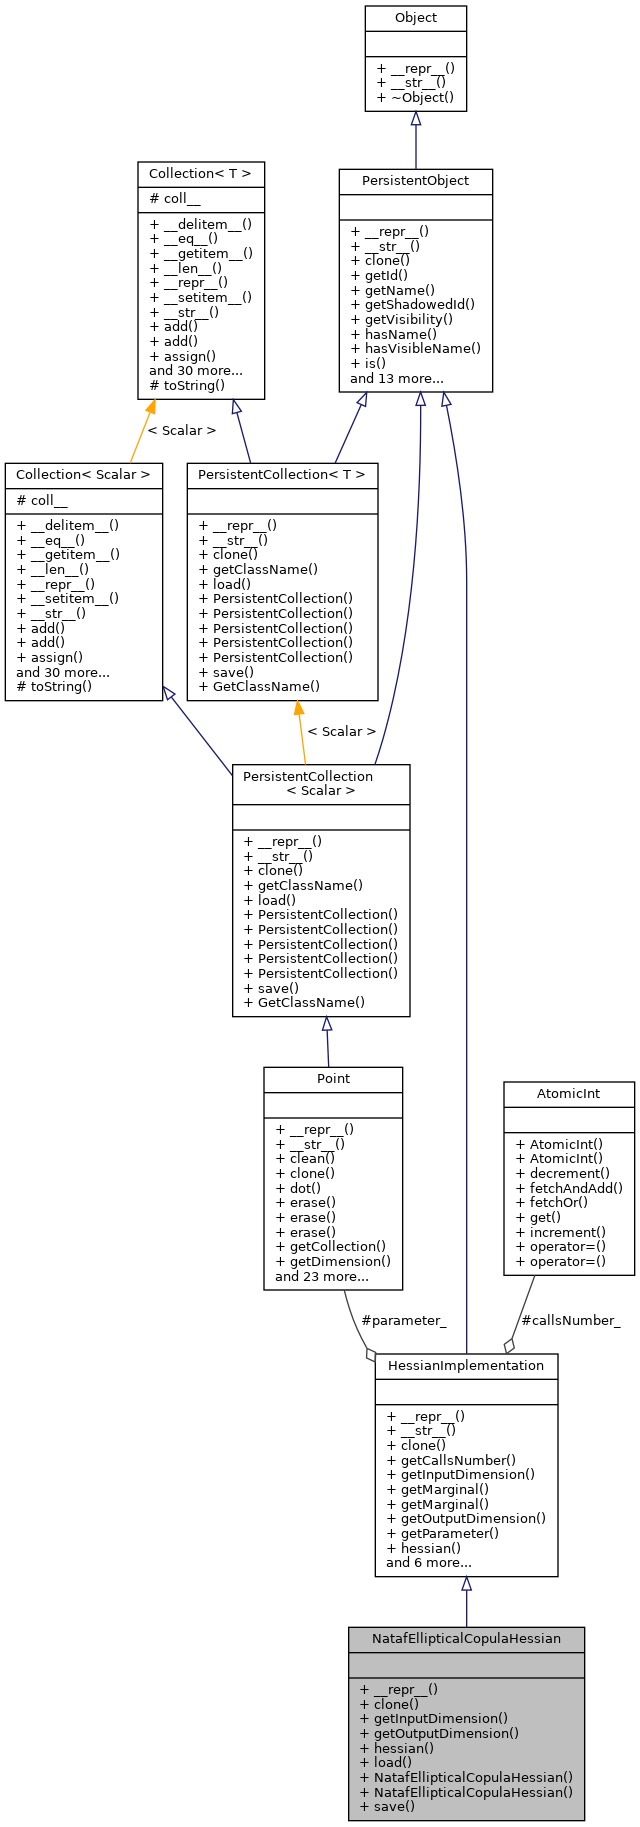 Object
+ __repr__()
+ __str__()
+ ~Object()
Collection< T >
# coll__
+ __delitem__()
+ __eq__()
+ __getitem__()
+ __len__()
+ __repr__()
+ __setitem__()
+ __str__()
+ add()
+ add()
+ assign()
and 30 more...
# toString()
PersistentObject
+ __repr__()
+ __str__()
+ clone()
+ getId()
+ getName()
+ getShadowedId()
+ getVisibility()
+ hasName()
+ hasVisibleName()
+ is()
and 13 more...
< Scalar >
Collection< Scalar >
# coll__
+ __delitem__()
+ __eq__()
+ __getitem__()
+ __len__()
+ __repr__()
+ __setitem__()
+ __str__()
+ add()
+ add()
+ assign()
and 30 more...
# toString()
PersistentCollection< T >
+ __repr__()
+ __str__()
+ clone()
+ getClassName()
+ load()
+ PersistentCollection()
+ PersistentCollection()
+ PersistentCollection()
+ PersistentCollection()
+ PersistentCollection()
+ save()
+ GetClassName()
< Scalar >
PersistentCollection
< Scalar >
+ __repr__()
+ __str__()
+ clone()
+ getClassName()
+ load()
+ PersistentCollection()
+ PersistentCollection()
+ PersistentCollection()
+ PersistentCollection()
+ PersistentCollection()
+ save()
+ GetClassName()
Point
+ __repr__()
+ __str__()
+ clean()
+ clone()
+ dot()
+ erase()
+ erase()
+ erase()
+ getCollection()
+ getDimension()
and 23 more...
AtomicInt
+ AtomicInt()
+ AtomicInt()
+ decrement()
+ fetchAndAdd()
+ fetchOr()
+ get()
+ increment()
+ operator=()
+ operator=()
#parameter_
#callsNumber_
HessianImplementation
+ __repr__()
+ __str__()
+ clone()
+ getCallsNumber()
+ getInputDimension()
+ getMarginal()
+ getMarginal()
+ getOutputDimension()
+ getParameter()
+ hessian()
and 6 more...
NatafEllipticalCopulaHessian
+ __repr__()
+ clone()
+ getInputDimension()
+ getOutputDimension()
+ hessian()
+ load()
+ NatafEllipticalCopulaHessian()
+ NatafEllipticalCopulaHessian()
+ save()